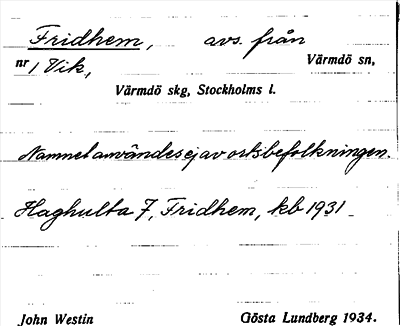 Fridhem, avs. från
nr 1 Vik, Värmdö sn,
Värmdö skg, Stockholms l.
Namnet användes ej av ortsbefolkningen.
Haghulta 7, Fridhem, kb 1931
John Westin Gösta Lundberg 1934.